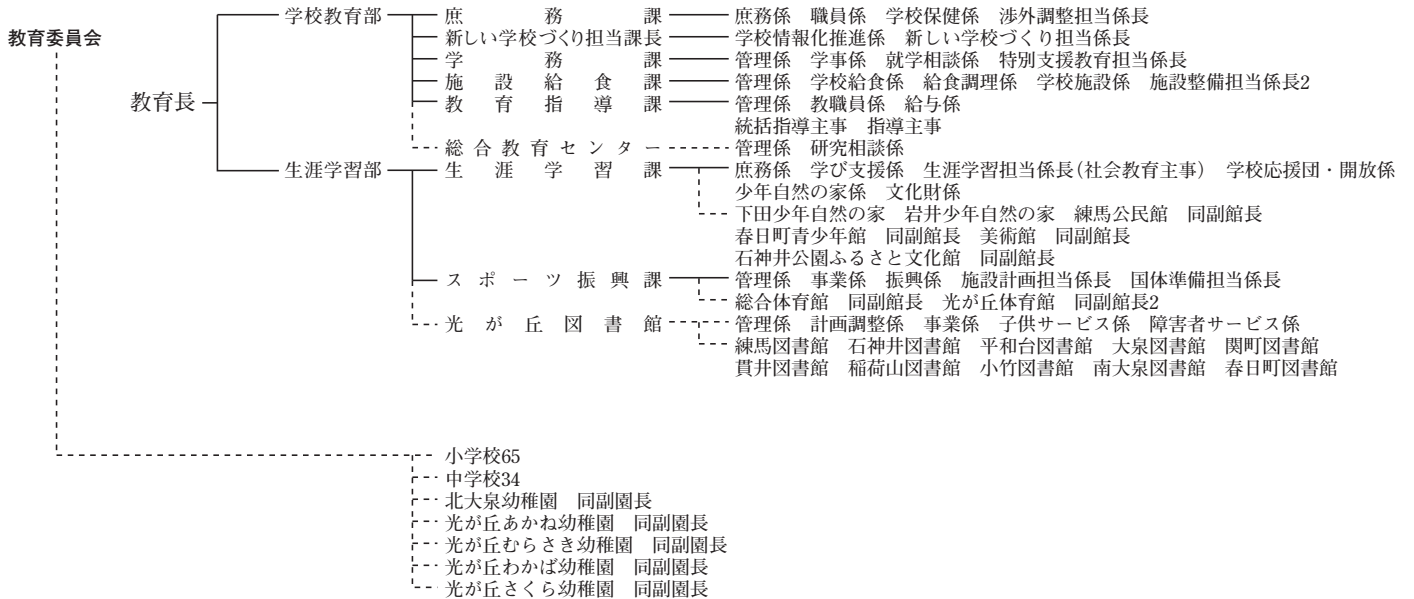 学校教育部 庶務課 庶務係 職員係 学校保健係 渉外調整担当係長
教育委員会 新しい学校づくり担当課長 学校情報化推進係 新しい学校づくり担当係長
学務課 管理係 学事係 就学相談係 特別支援教育担当係長
施設給食課 管理係 学校給食係 給食調理係 学校施設係 施設整備担当係長2
教育長 教育指導課 管理係 教職員係 給与係
統括指導主事 指導主事
総合教育センター 管理係 研究相談係
生涯学習部 生涯学習課 庶務係 学び支援係 生涯学習担当係長(社会教育主事) 学校応援団・開放係
少年自然の家係 文化財係
下田少年自然の家 岩井少年自然の家 練馬公民館 同副館長
春日町青少年館 同副館長 美術館 同副館長
石神井公園ふるさと文化館 同副館長
スポーツ振興課 管理係 事業係 振興係 施設計画担当係長 国体準備担当係長
総合体育館 同副館長 光が丘体育館 同副館長2
光が丘図書館 管理係 計画調整係 事業係 子供サービス係 障害者サービス係
練馬図書館 石神井図書館 平和台図書館 大泉図書館 関町図書館
貫井図書館 稲荷山図書館 小竹図書館 南大泉図書館 春日町図書館
小学校65
中学校34
北大泉幼稚園 同副園長
光が丘あかね幼稚園 同副園長
光が丘むらさき幼稚園 同副園長
光が丘わかば幼稚園 同副園長
光が丘さくら幼稚園 同副園長